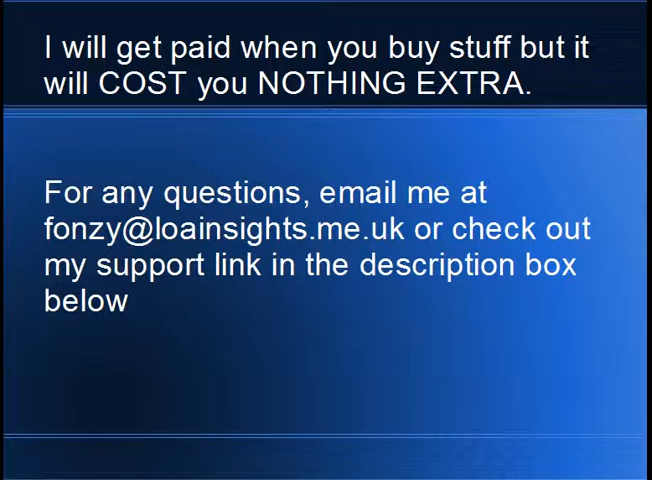 I will get paid when you buy stuff but it
will COST you NOTHING EXTRA.
For any questions, email me at
fonzy@loainsights.me.uk or check out
my support link in the description box
below